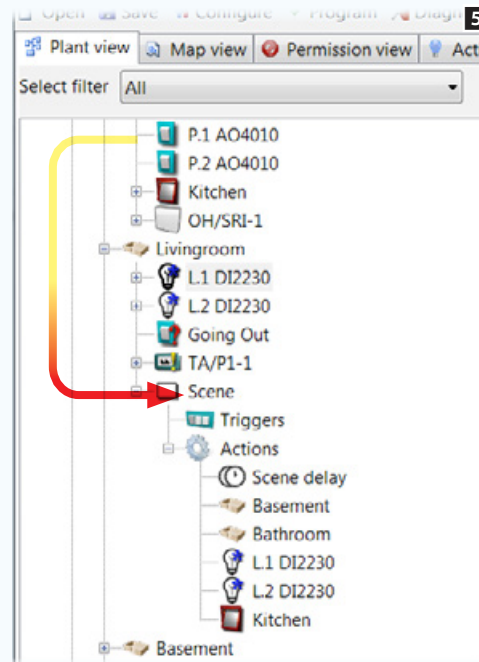 Open Save Configure Program Diagn
5
Plant view Map view Permission view Act
Select filter All
P.1 AO4010
P.2 AO4010
Kitchen
OH/SRI-1
Livingroom
L.1 DI2230
L.2 DI2230
Going Out
TA/P1-1
Scene
Triggers
Actions
Scene delay
Basement
Bathroom
L.1 DI2230
L.2 DI2230
Kitchen
Basement